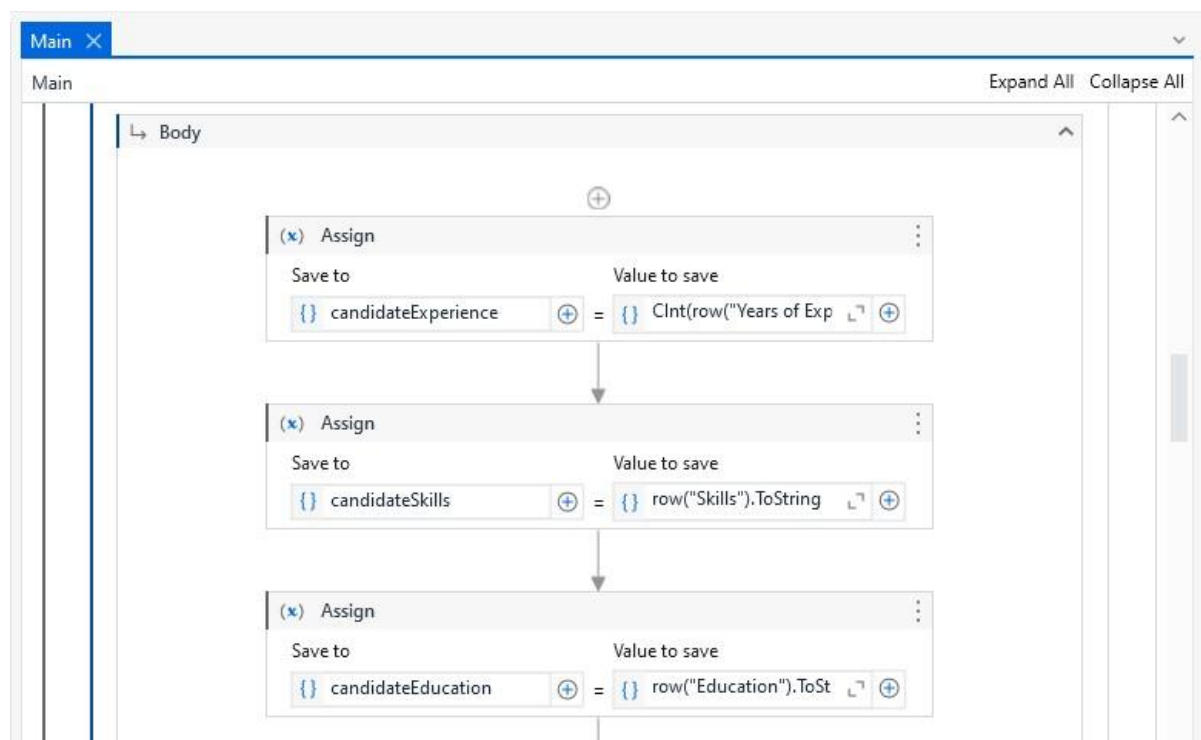 Main
Main
Expand All Collapse All
Body
(x) Assign
Save to Value to save
{} candidateExperience = {} CInt(row("Years of Exp
(x) Assign
Save to Value to save
{} candidateSkills = {} row("Skills").ToString
(x) Assign
Save to Value to save
{} candidateEducation = {} row("Education").ToSt